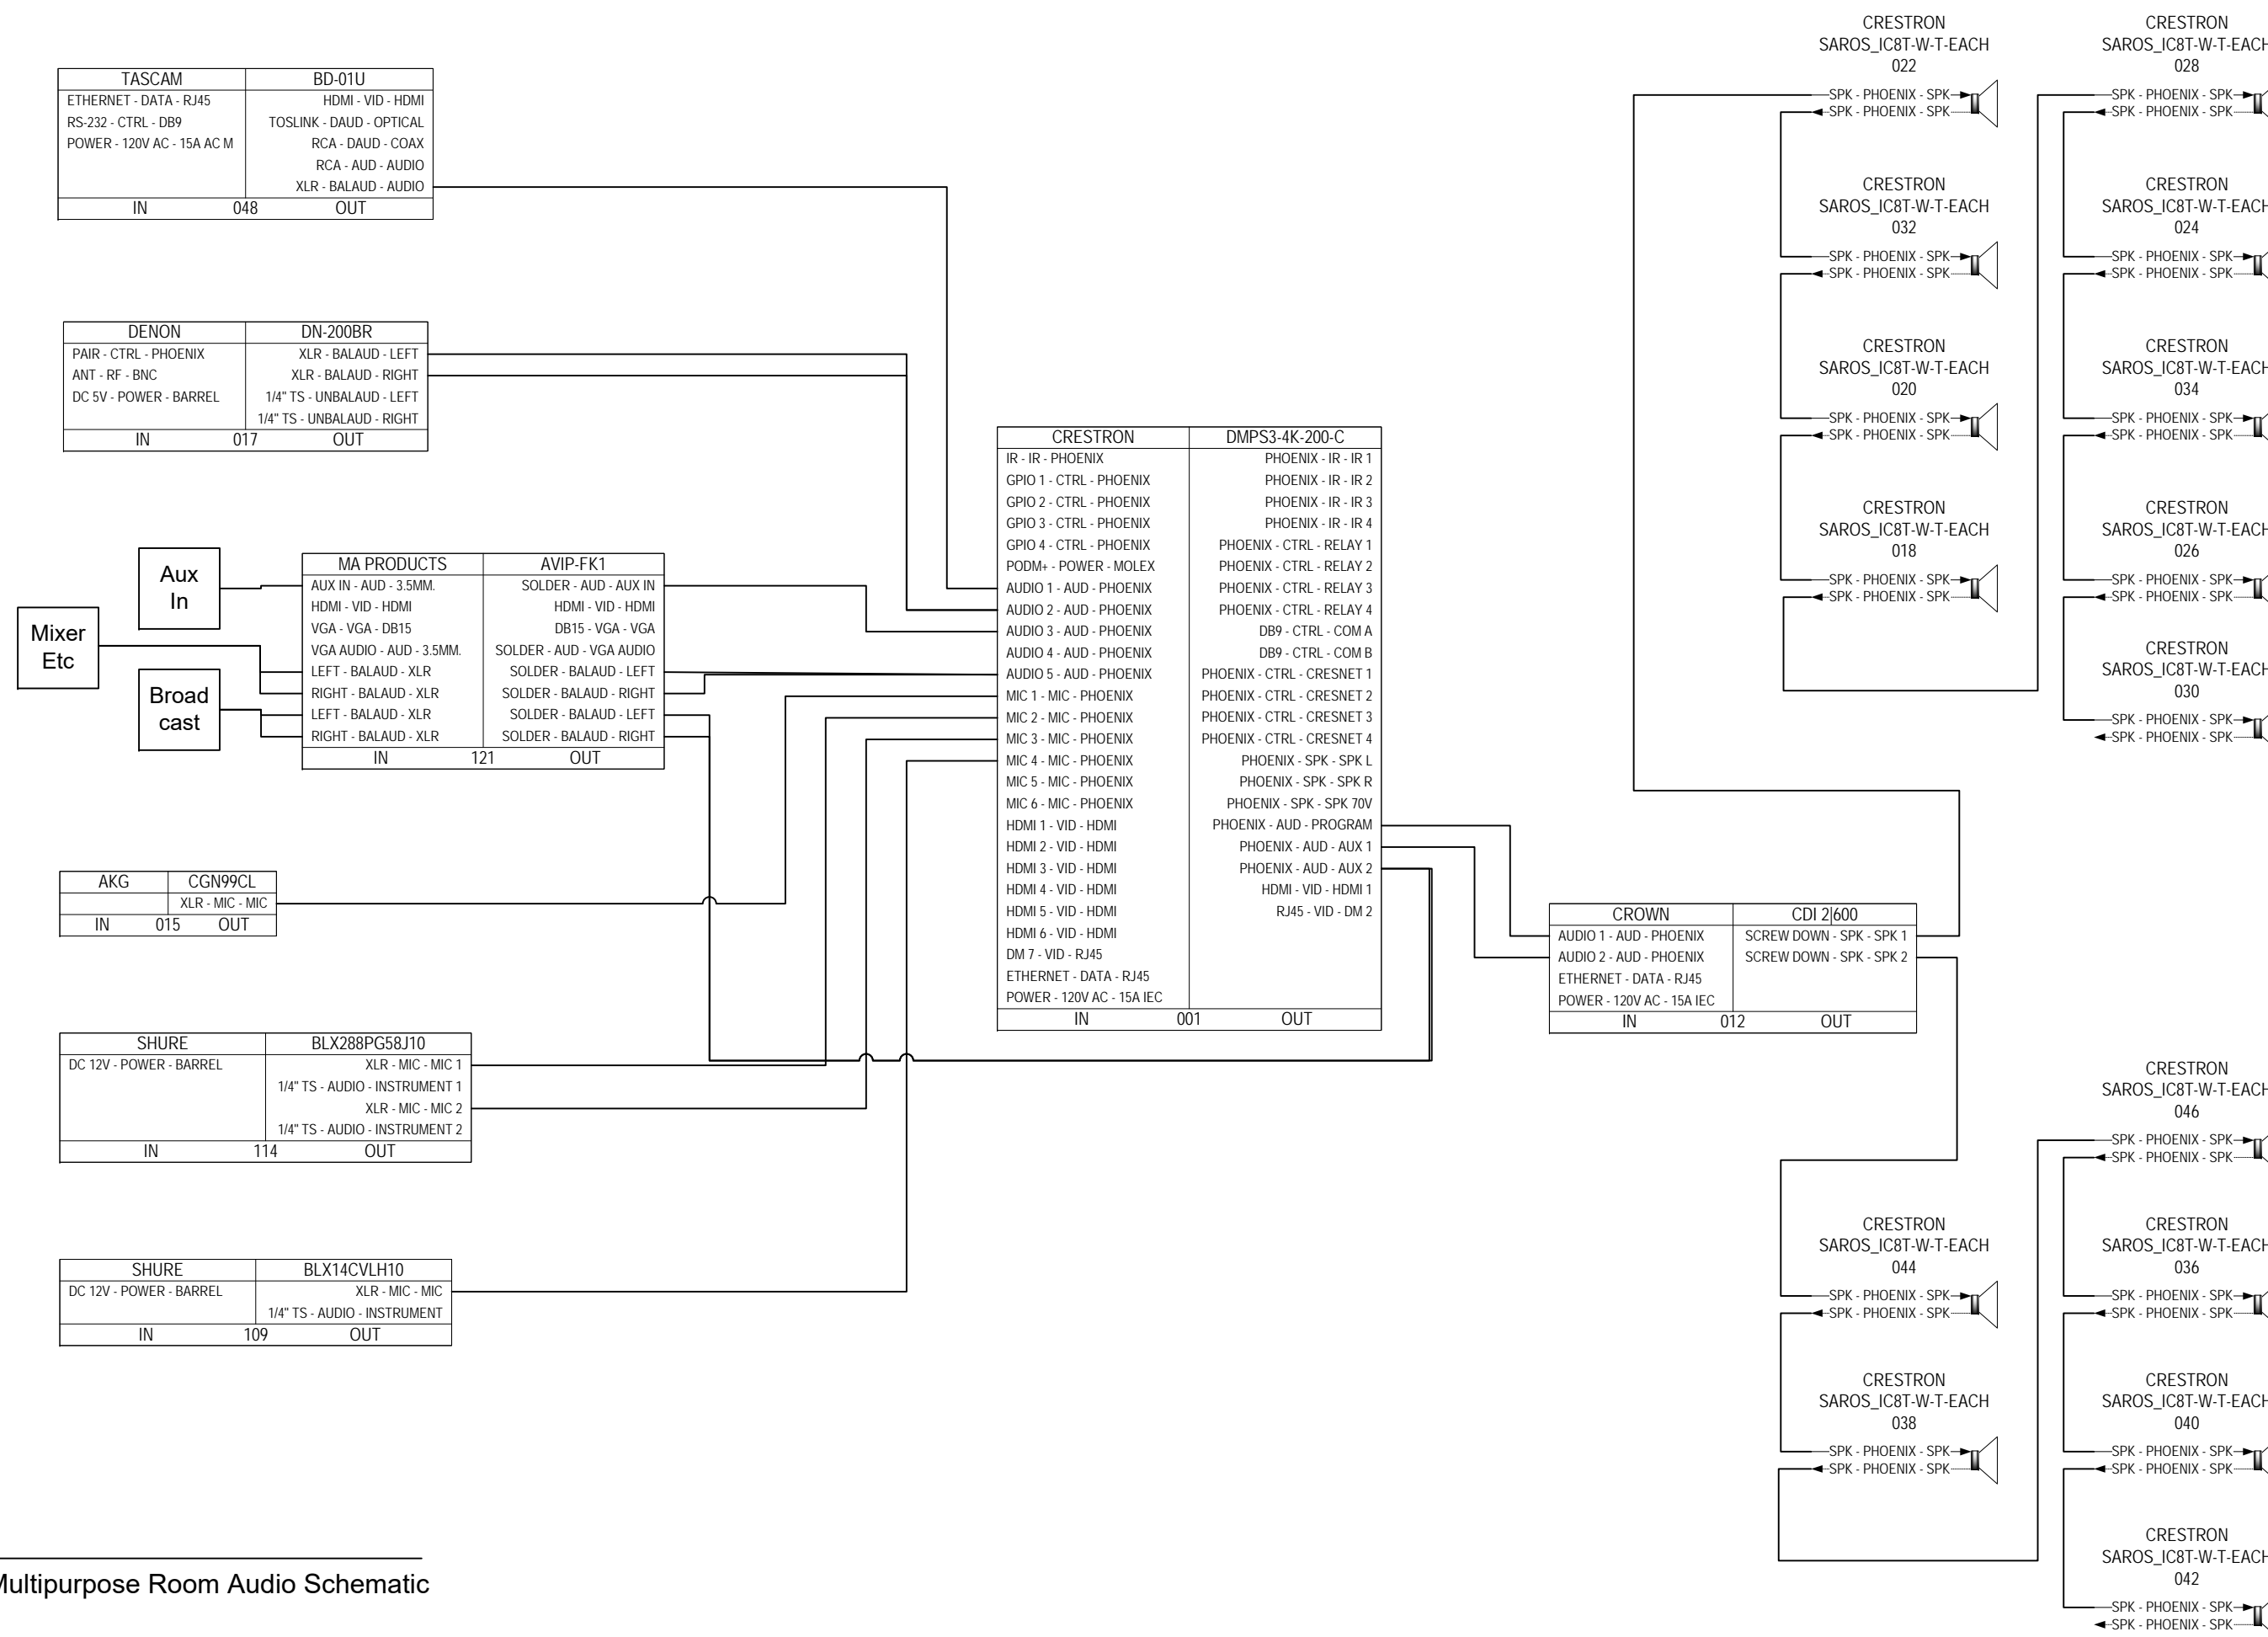 TASCAM BD-01U
ETHERNET - DATA - RJ45 HDMI - VID - HDMI
RS-232 - CTRL - DB9 TOSLINK - DAUD - OPTICAL
POWER - 120V AC - 15A AC M RCA - DAUD - COAX
RCA - AUD - AUDIO
XLR - BALAUD - AUDIO
IN 048 OUT
DENON DN-200BR
PAIR - CTRL - PHOENIX XLR - BALAUD - LEFT
ANT - RF - BNC XLR - BALAUD - RIGHT
DC 5V - POWER - BARREL 1/4" TS - UNBALAUD - LEFT
1/4" TS - UNBALAUD - RIGHT
IN 017 OUT
Aux
In
Mixer
Etc
Broad
cast
MA PRODUCTS AVIP-FK1
AUX IN - AUD - 3.5MM. SOLDER - AUD - AUX IN
HDMI - VID - HDMI HDMI - VID - HDMI
VGA - VGA - DB15 DB15 - VGA - VGA
VGA AUDIO - AUD - 3.5MM. SOLDER - AUD - VGA AUDIO
LEFT - BALAUD - XLR SOLDER - BALAUD - LEFT
RIGHT - BALAUD - XLR SOLDER - BALAUD - RIGHT
LEFT - BALAUD - XLR SOLDER - BALAUD - LEFT
RIGHT - BALAUD - XLR SOLDER - BALAUD - RIGHT
IN 121 OUT
AKG CGN99CL
XLR - MIC - MIC
IN 015 OUT
SHURE BLX288PG58J10
DC 12V - POWER - BARREL XLR - MIC - MIC 1
1/4" TS - AUDIO - INSTRUMENT 1
XLR - MIC - MIC 2
1/4" TS - AUDIO - INSTRUMENT 2
IN 114 OUT
SHURE BLX14CVLH10
DC 12V - POWER - BARREL XLR - MIC - MIC
1/4" TS - AUDIO - INSTRUMENT
IN 109 OUT
CRESTRON DMPS3-4K-200-C
IR - IR - PHOENIX PHOENIX - IR - IR 1
GPIO 1 - CTRL - PHOENIX PHOENIX - IR - IR 2
GPIO 2 - CTRL - PHOENIX PHOENIX - IR - IR 3
GPIO 3 - CTRL - PHOENIX PHOENIX - IR - IR 4
GPIO 4 - CTRL - PHOENIX PHOENIX - CTRL - RELAY 1
PODM+ - POWER - MOLEX PHOENIX - CTRL - RELAY 2
AUDIO 1 - AUD - PHOENIX PHOENIX - CTRL - RELAY 3
AUDIO 2 - AUD - PHOENIX PHOENIX - CTRL - RELAY 4
AUDIO 3 - AUD - PHOENIX DB9 - CTRL - COM A
AUDIO 4 - AUD - PHOENIX DB9 - CTRL - COM B
AUDIO 5 - AUD - PHOENIX PHOENIX - CTRL - CRESNET 1
MIC 1 - MIC - PHOENIX PHOENIX - CTRL - CRESNET 2
MIC 2 - MIC - PHOENIX PHOENIX - CTRL - CRESNET 3
MIC 3 - MIC - PHOENIX PHOENIX - CTRL - CRESNET 4
MIC 4 - MIC - PHOENIX PHOENIX - SPK - SPK L
MIC 5 - MIC - PHOENIX PHOENIX - SPK - SPK R
MIC 6 - MIC - PHOENIX PHOENIX - SPK - SPK 70V
HDMI 1 - VID - HDMI PHOENIX - AUD - PROGRAM
HDMI 2 - VID - HDMI PHOENIX - AUD - AUX 1
HDMI 3 - VID - HDMI PHOENIX - AUD - AUX 2
HDMI 4 - VID - HDMI HDMI - VID - HDMI 1
HDMI 5 - VID - HDMI RJ45 - VID - DM 2
HDMI 6 - VID - HDMI
DM 7 - VID - RJ45
ETHERNET - DATA - RJ45
POWER - 120V AC - 15A IEC
IN 001 OUT
CROWN CDI 2|600
AUDIO 1 - AUD - PHOENIX SCREW DOWN - SPK - SPK 1
AUDIO 2 - AUD - PHOENIX SCREW DOWN - SPK - SPK 2
ETHERNET - DATA - RJ45
POWER - 120V AC - 15A IEC
IN 012 OUT
CRESTRON
SAROS_IC8T-W-T-EACH
022
SPK - PHOENIX - SPK
SPK - PHOENIX - SPK
CRESTRON
SAROS_IC8T-W-T-EACH
032
SPK - PHOENIX - SPK
SPK - PHOENIX - SPK
CRESTRON
SAROS_IC8T-W-T-EACH
020
SPK - PHOENIX - SPK
SPK - PHOENIX - SPK
CRESTRON
SAROS_IC8T-W-T-EACH
018
SPK - PHOENIX - SPK
SPK - PHOENIX - SPK
CRESTRON
SAROS_IC8T-W-T-EACH
028
SPK - PHOENIX - SPK
SPK - PHOENIX - SPK
CRESTRON
SAROS_IC8T-W-T-EACH
024
SPK - PHOENIX - SPK
SPK - PHOENIX - SPK
CRESTRON
SAROS_IC8T-W-T-EACH
034
SPK - PHOENIX - SPK
SPK - PHOENIX - SPK
CRESTRON
SAROS_IC8T-W-T-EACH
026
SPK - PHOENIX - SPK
SPK - PHOENIX - SPK
CRESTRON
SAROS_IC8T-W-T-EACH
030
SPK - PHOENIX - SPK
SPK - PHOENIX - SPK
CRESTRON
SAROS_IC8T-W-T-EACH
044
SPK - PHOENIX - SPK
SPK - PHOENIX - SPK
CRESTRON
SAROS_IC8T-W-T-EACH
038
SPK - PHOENIX - SPK
SPK - PHOENIX - SPK
CRESTRON
SAROS_IC8T-W-T-EACH
046
SPK - PHOENIX - SPK
SPK - PHOENIX - SPK
CRESTRON
SAROS_IC8T-W-T-EACH
036
SPK - PHOENIX - SPK
SPK - PHOENIX - SPK
CRESTRON
SAROS_IC8T-W-T-EACH
040
SPK - PHOENIX - SPK
SPK - PHOENIX - SPK
CRESTRON
SAROS_IC8T-W-T-EACH
042
SPK - PHOENIX - SPK
SPK - PHOENIX - SPK
Multipurpose Room Audio Schematic